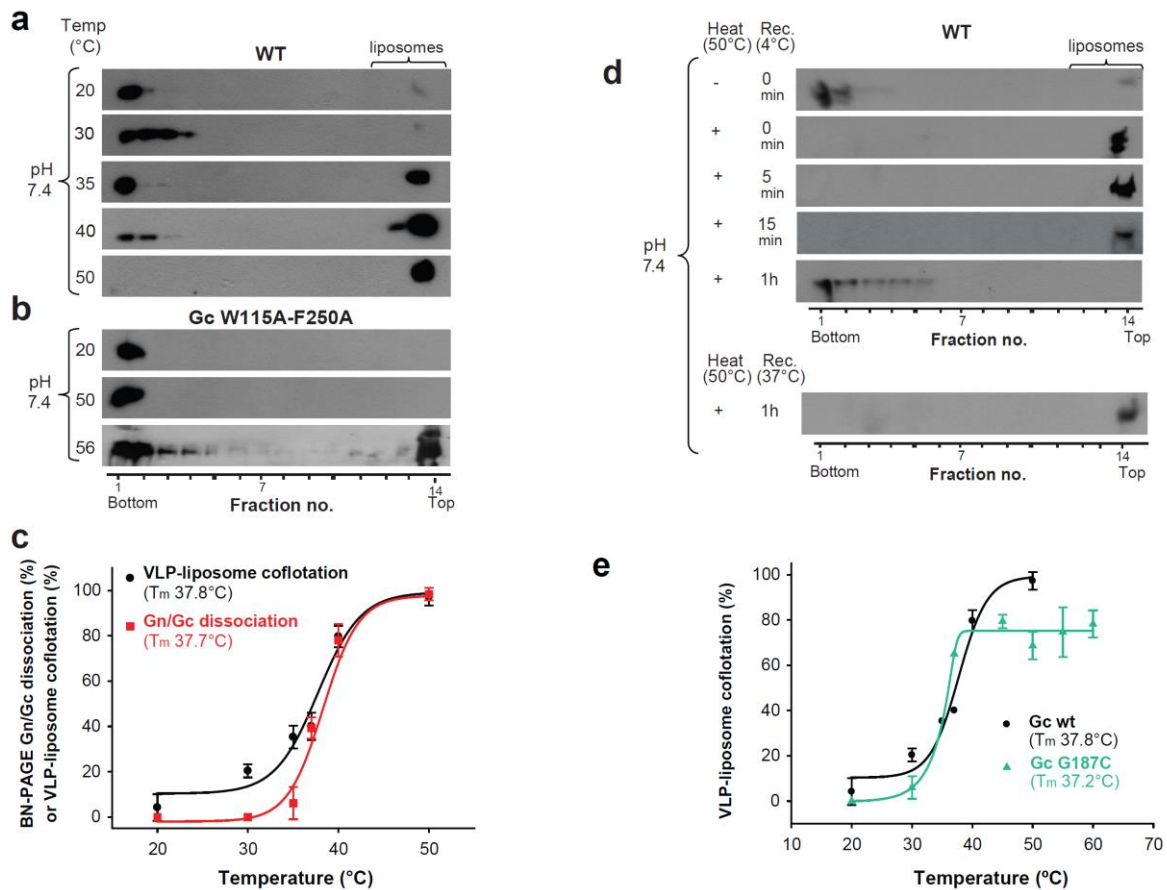 a
Temp
(°C)
WT
liposomes
20
30
35
40
50
pH
7.4
b
Gc W115A-F250A
20
50
56
pH
7.4
1
7
14
Bottom
Fraction no.
Top
c
BN-PAGE Gn/Gc dissociation (%)
or VLP-liposome coflotation (%)
100
80
60
40
20
0
VLP-liposome coflotation
(Tm 37.8°C)
Gn/Gc dissociation
(Tm 37.7°C)
20
30
40
50
Temperature (°C)
d
Heat
(50°C)
Rec.
(4°C)
WT
liposomes
-
0
min
+
0
min
+
5
min
+
15
min
+
1h
pH
7.4
1
7
14
Bottom
Fraction no.
Top
Heat
(50°C)
Rec.
(37°C)
+
1h
1
7
14
Bottom
Fraction no.
Top
e
VLP-liposome coflotation (%)
100
80
60
40
20
0
Gc wt
(Tm 37.8°C)
Gc G187C
(Tm 37.2°C)
10
20
30
40
50
60
70
Temperature (ºC)